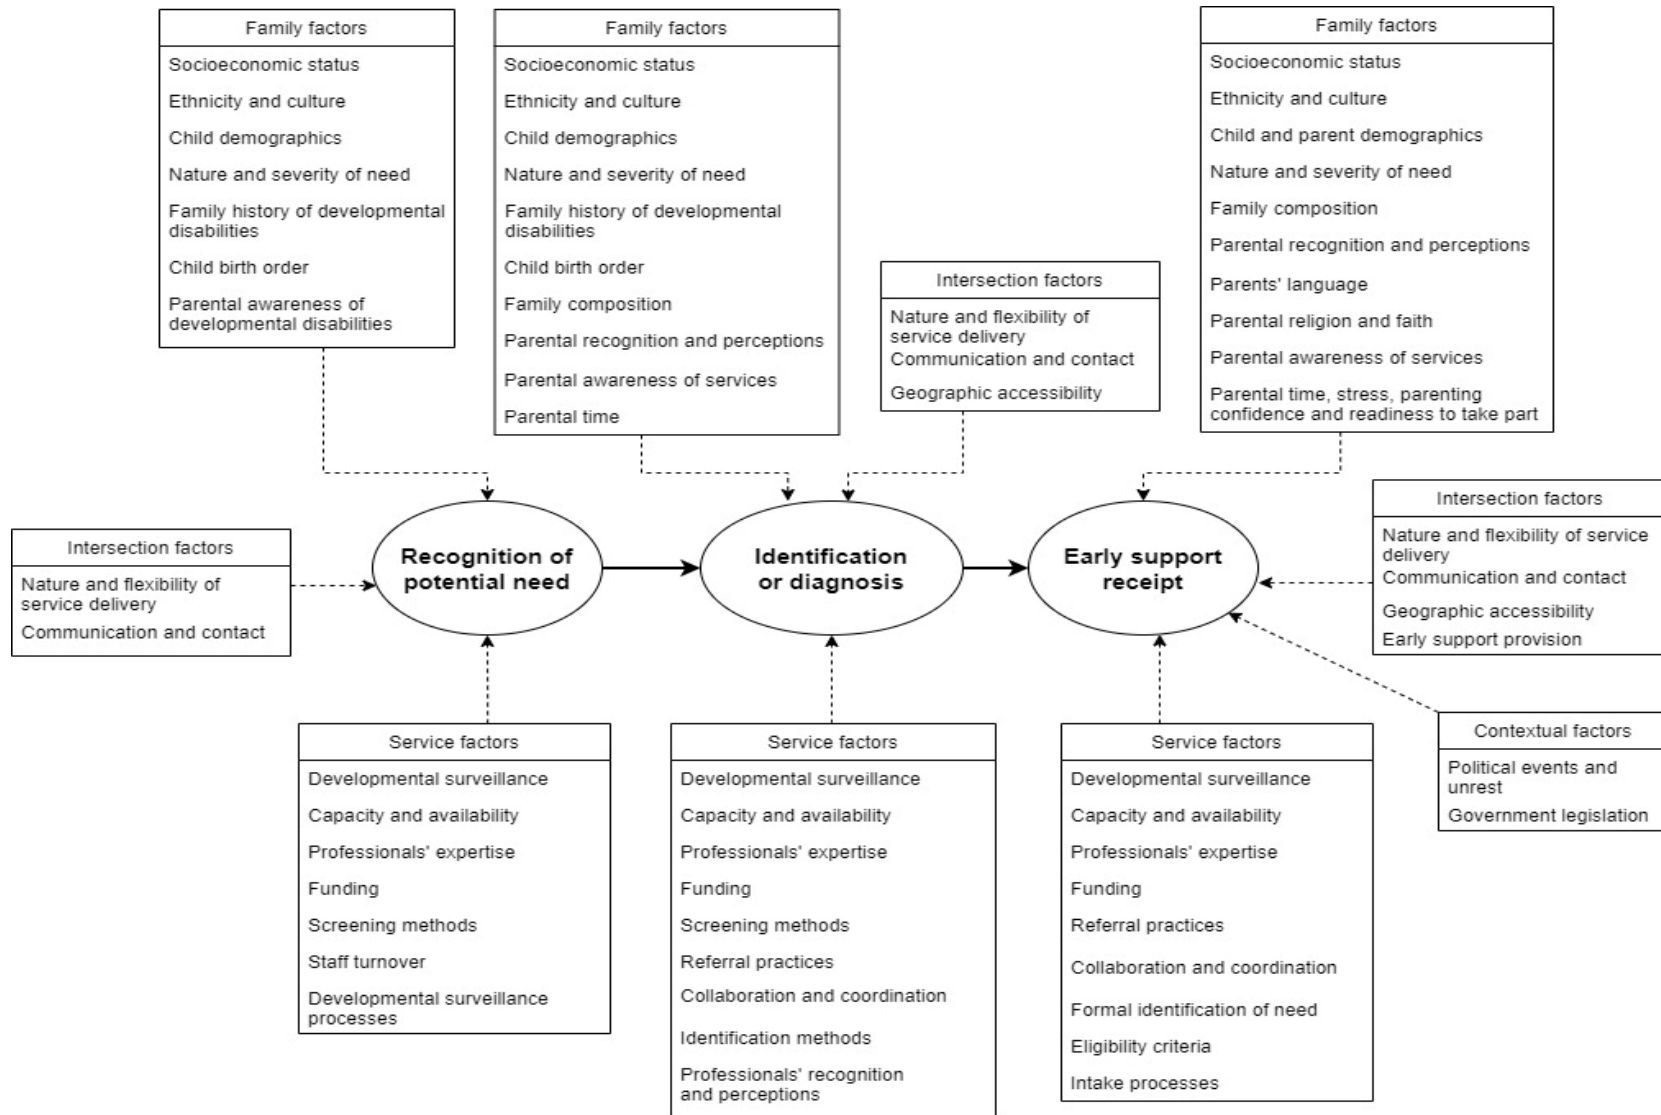 Family factors
Socioeconomic status
Ethnicity and culture
Child demographics
Nature and severity of need
Family history of developmental
disabilities
Child birth order
Parental awareness of
developmental disabilities
Family factors
Socioeconomic status
Ethnicity and culture
Child demographics
Nature and severity of need
Family history of developmental
disabilities
Child birth order
Family composition
Parental recognition and perceptions
Parental awareness of services
Parental time
Intersection factors
Nature and flexibility of
service delivery
Communication and contact
Geographic accessibility
Family factors
Socioeconomic status
Ethnicity and culture
Child and parent demographics
Nature and severity of need
Family composition
Parental recognition and perceptions
Parents' language
Parental religion and faith
Parental awareness of services
Parental time, stress, parenting
confidence and readiness to take part
Intersection factors
Nature and flexibility of
service delivery
Communication and contact
Recognition of
potential need
Identification
or diagnosis
Early support
receipt
Intersection factors
Nature and flexibility of service
delivery
Communication and contact
Geographic accessibility
Early support provision
Service factors
Developmental surveillance
Capacity and availability
Professionals' expertise
Funding
Screening methods
Staff turnover
Developmental surveillance
processes
Service factors
Developmental surveillance
Capacity and availability
Professionals' expertise
Funding
Screening methods
Referral practices
Collaboration and coordination
Identification methods
Professionals' recognition
and perceptions
Service factors
Developmental surveillance
Capacity and availability
Professionals' expertise
Funding
Referral practices
Collaboration and coordination
Formal identification of need
Eligibility criteria
Intake processes
Contextual factors
Political events and
unrest
Government legislation